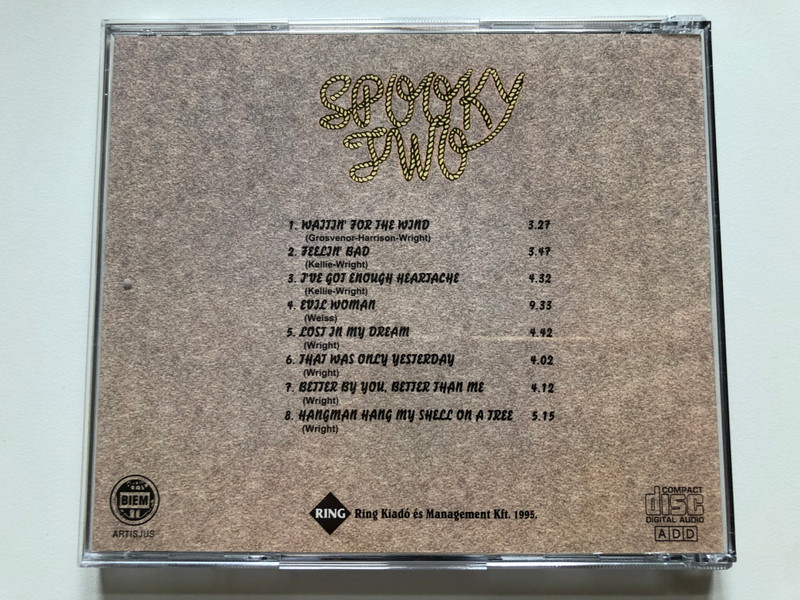 SPOOKY
TWO
1. WAITIN' FOR THE WIND 3.27
(Grosvenor-Harrison-Wright)
2. FEELIN' BAD 3.47
(Kellie-Wright)
3. I'VE GOT ENOUGH HEARTACHE 4.32
(Kellie-Wright)
4. EVIL WOMAN 9.33
(Weiss)
5. LOST IN MY DREAM 4.42
(Wright)
6. THAT WAS ONLY YESTERDAY 4.02
(Wright)
7. BETTER BY YOU, BETTER THAN ME 4.12
(Wright)
8. HANGMAN HANG MY SHELL ON A TREE 5.15
(Wright)
BIEM
ARTISJUS
RING Ring Kiadó és Management Kft. 1995.
COMPACT
disc
DIGITAL AUDIO
ADD